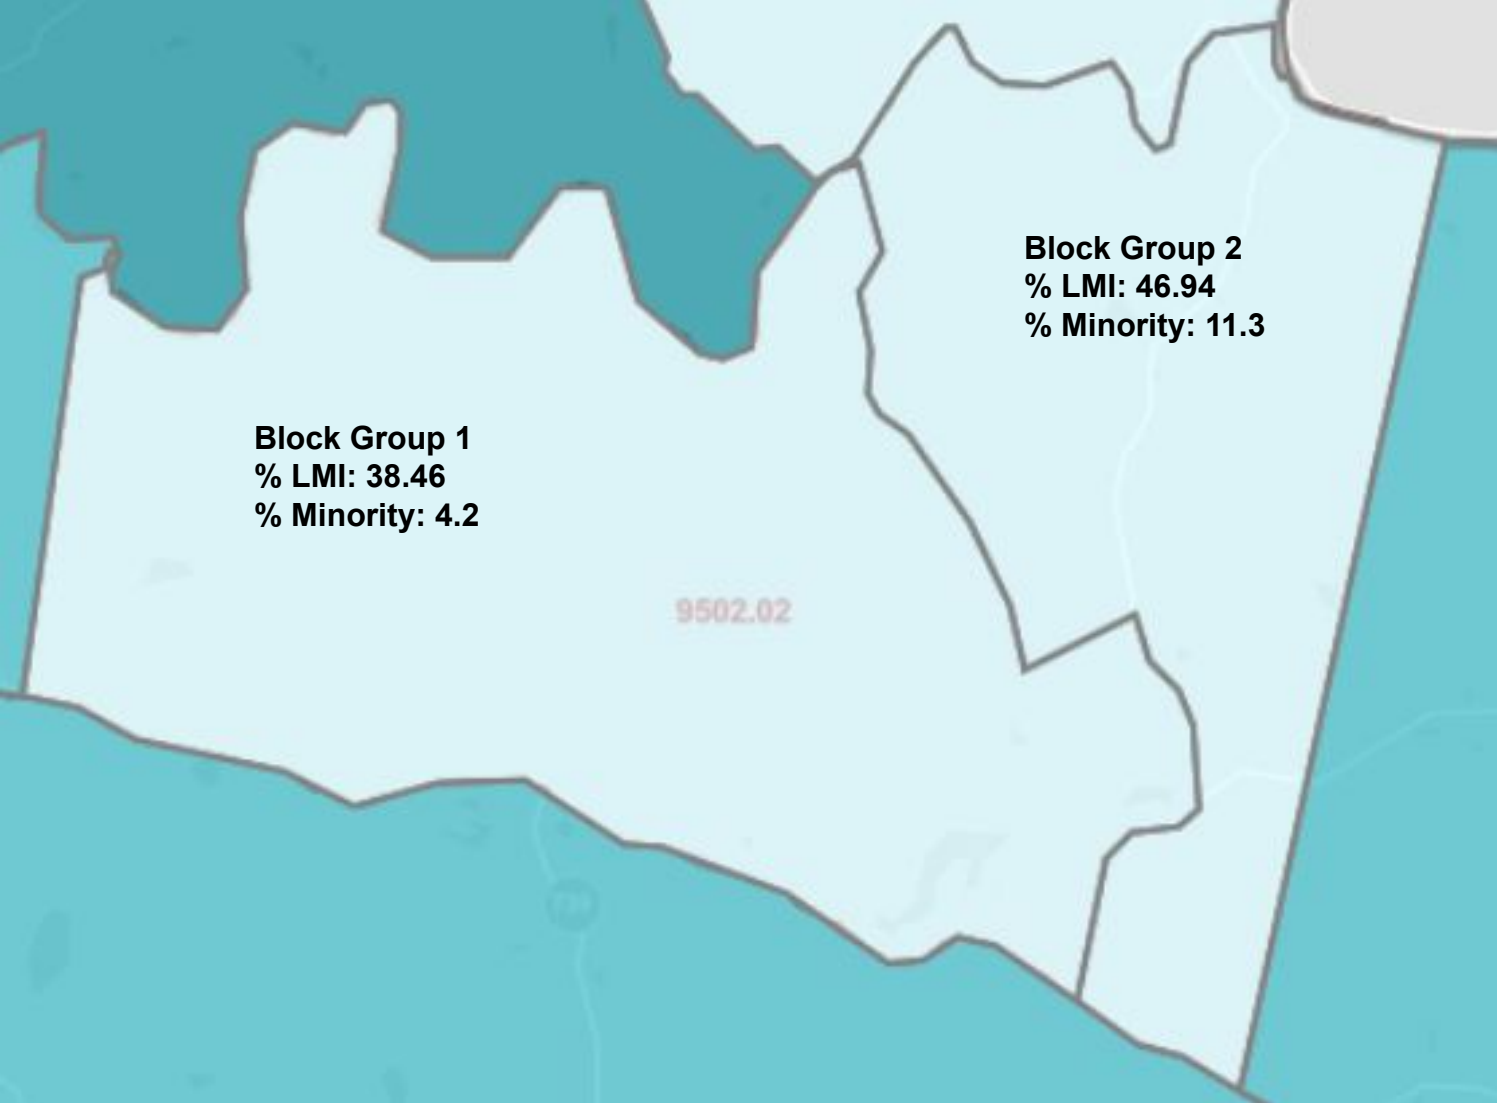 Block Group 2
% LMI: 46.94
% Minority: 11.3
Block Group 1
% LMI: 38.46
% Minority: 4.2
9502.02